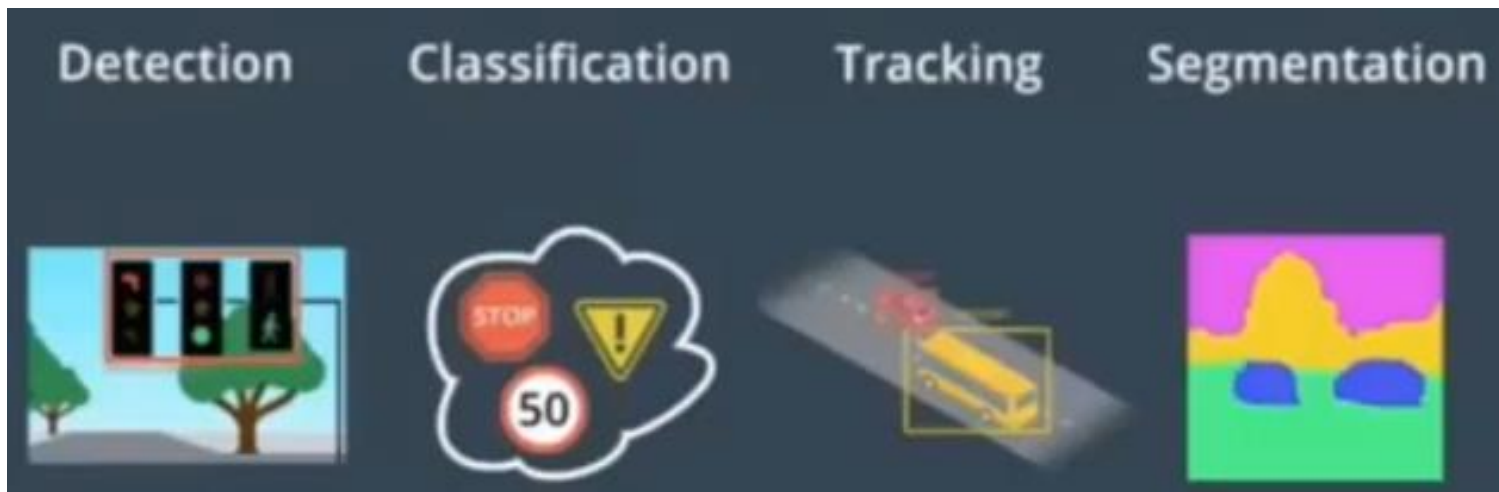 Detection
Classification
Tracking
Segmentation
STOP
!
50